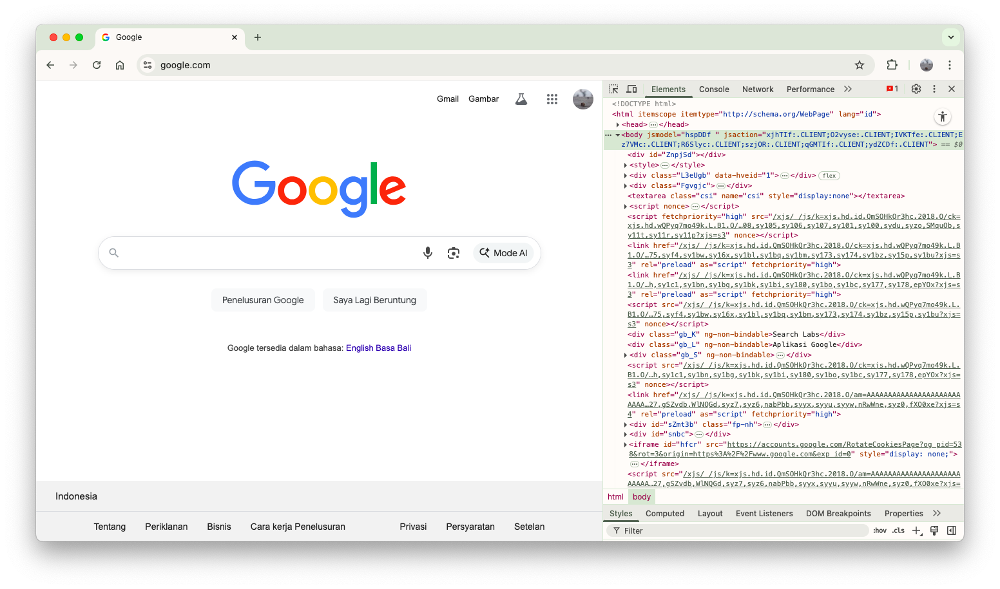 Google
google.com
Gmail Gambar
Google
Mode AI
Penelusuran Google Saya Lagi Beruntung
Google tersedia dalam bahasa: English Basa Bali
Indonesia
Tentang Periklanan Bisnis Cara kerja Penelusuran Privasi Persyaratan Setelan
Elements Console Network Performance 1
<!DOCTYPE html>
<html itemscope itemtype="http://schema.org/WebPage" lang="id">
<head>…</head>
<body jsmodel="hspDDf " jsaction="xjhTIf:.CLIENT;O2vyse:.CLIENT;IVKTfe:.CLIENT;E
z7VMc:.CLIENT;R6Slyc:.CLIENT;szjOR:.CLIENT;qGMTIf:.CLIENT;ydZCDf:.CLIENT"> == $0
<div id="ZnpjSd"></div>
<style>…</style>
<div class="L3eUgb" data-hveid="1">…</div> flex
<div class="Fgvgjc">…</div>
<textarea class="csi" name="csi" style="display:none"></textarea>
<script nonce>…</script>
<script fetchpriority="high" src="/xjs/_/js/k=xjs.hd.id.QmSOHkQr3hc.2018.O/ck=
xjs.hd.wQPyq7mo49k.L.B1.O/…08,sy105,sy106,sy107,sy101,sy100,sydu,syzo,SMquOb,s
y11t,sy11r,sy11p?xjs=s3" nonce></script>
<link href="/xjs/_/js/k=xjs.hd.id.QmSOHkQr3hc.2018.O/ck=xjs.hd.wQPyq7mo49k.L.B
1.O/…75,syf4,sy1bw,sy16x,sy1bl,sy1bq,sy1bm,sy173,sy174,sy1bz,sy15p,sy1bu?xjs=s
3" rel="preload" as="script" fetchpriority="high">
<link href="/xjs/_/js/k=xjs.hd.id.QmSOHkQr3hc.2018.O/ck=xjs.hd.wQPyq7mo49k.L.B
1.O/…h,sy1c1,sy1bn,sy1bg,sy1bk,sy1bi,sy180,sy1bo,sy1bc,sy177,sy178,epYOx?xjs=s
3" rel="preload" as="script" fetchpriority="high">
<script src="/xjs/_/js/k=xjs.hd.id.QmSOHkQr3hc.2018.O/ck=xjs.hd.wQPyq7mo49k.L.
B1.O/…75,syf4,sy1bw,sy16x,sy1bl,sy1bq,sy1bm,sy173,sy174,sy1bz,sy15p,sy1bu?xjs=
s3" nonce></script>
<div class="gb_K" ng-non-bindable>Search Labs</div>
<div class="gb_L" ng-non-bindable>Aplikasi Google</div>
<div class="gb_S" ng-non-bindable>…</div>
<script src="/xjs/_/js/k=xjs.hd.id.QmSOHkQr3hc.2018.O/ck=xjs.hd.wQPyq7mo49k.L.
B1.O/…h,sy1c1,sy1bn,sy1bg,sy1bk,sy1bi,sy180,sy1bo,sy1bc,sy177,sy178,epYOx?xjs=
s3" nonce></script>
<link href="/xjs/_/js/k=xjs.hd.id.QmSOHkQr3hc.2018.O/am=AAAAAAAAAAAAAAAAAAAAAA
AAAA…27,gSZvdb,WlNQGd,syz7,syz6,nabPbb,syyx,syyu,syyw,nRwWne,syz0,fXO0xe?xjs=s
4" rel="preload" as="script" fetchpriority="high">
<div id="sZmt3b" class="fp-nh">…</div>
<div id="snbc">…</div>
<iframe id="hfcr" src="https://accounts.google.com/RotateCookiesPage?og_pid=53
8&rot=3&origin=https%3A%2F%2Fwww.google.com&exp_id=0" style="display: none;">
…</iframe>
<script src="/xjs/_/js/k=xjs.hd.id.QmSOHkQr3hc.2018.O/am=AAAAAAAAAAAAAAAAAAAAA
AAAAA…27,gSZvdb,WlNQGd,syz7,syz6,nabPbb,syyx,syyu,syyw,nRwWne,syz0,fXO0xe?xjs=
html body
Styles Computed Layout Event Listeners DOM Breakpoints Properties
Filter :hov .cls